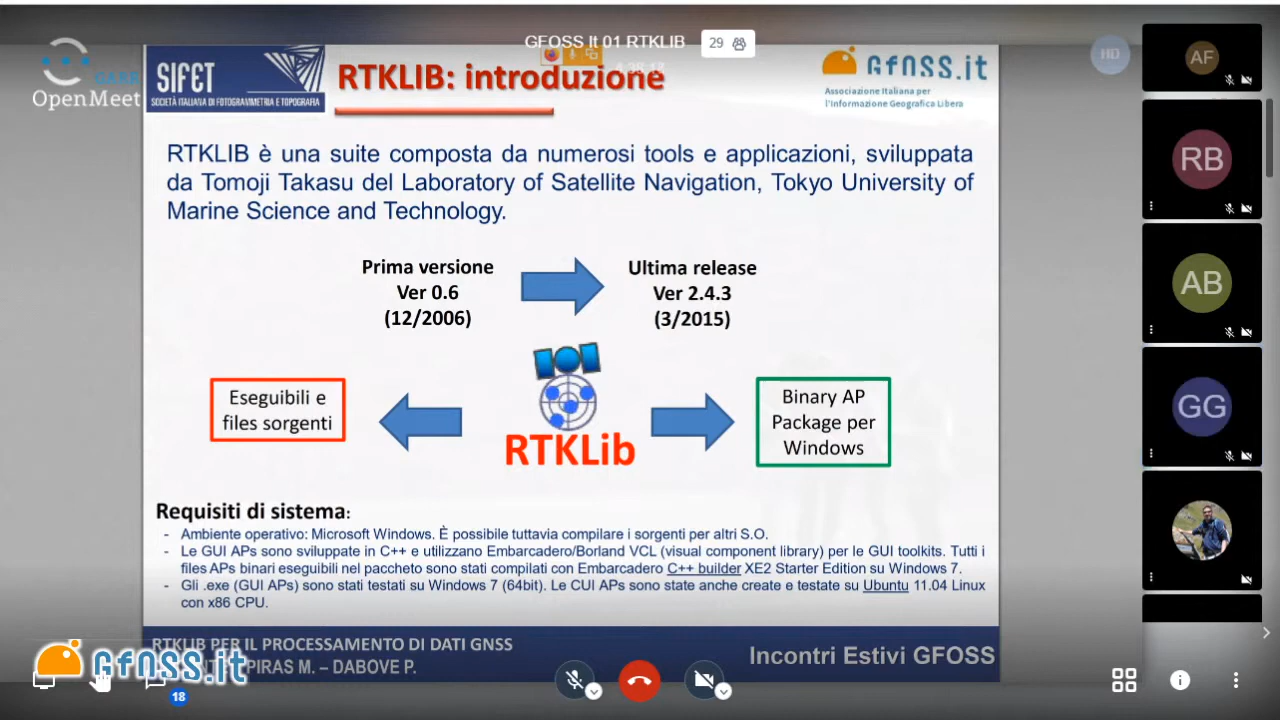 GFOSS It 01 RTKLIB
29
HD
AF
GARR
OpenMeet
SIFET
SOCIETÀ ITALIANA DI FOTOGRAMMETRIA E TOPOGRAFIA
RTKLIB: introduzione
GFOSS.it
Associazione Italiana per
l'Informazione Geografica Libera
RTKLIB è una suite composta da numerosi tools e applicazioni, sviluppata
da Tomoji Takasu del Laboratory of Satellite Navigation, Tokyo University of
Marine Science and Technology.
RB
Prima versione
Ver 0.6
(12/2006)
Ultima release
Ver 2.4.3
(3/2015)
AB
Eseguibili e
files sorgenti
RTKLib
Binary AP
Package per
Windows
GG
Requisiti di sistema:
- Ambiente operativo: Microsoft Windows. È possibile tuttavia compilare i sorgenti per altri S.O.
- Le GUI APs sono sviluppate in C++ e utilizzano Embarcadero/Borland VCL (visual component library) per le GUI toolkits. Tutti i
files APs binari eseguibili nel paccheto sono stati compilati con Embarcadero C++ builder XE2 Starter Edition su Windows 7.
- Gli .exe (GUI APs) sono stati testati su Windows 7 (64bit). Le CUI APs sono state anche create e testate su Ubuntu 11.04 Linux
con x86 CPU.
RTKLIB PER IL PROCESSAMENTO DI DATI GNSS
PIRAS M. – DABOVE P.
Incontri Estivi GFOSS
GFOSS.it
18